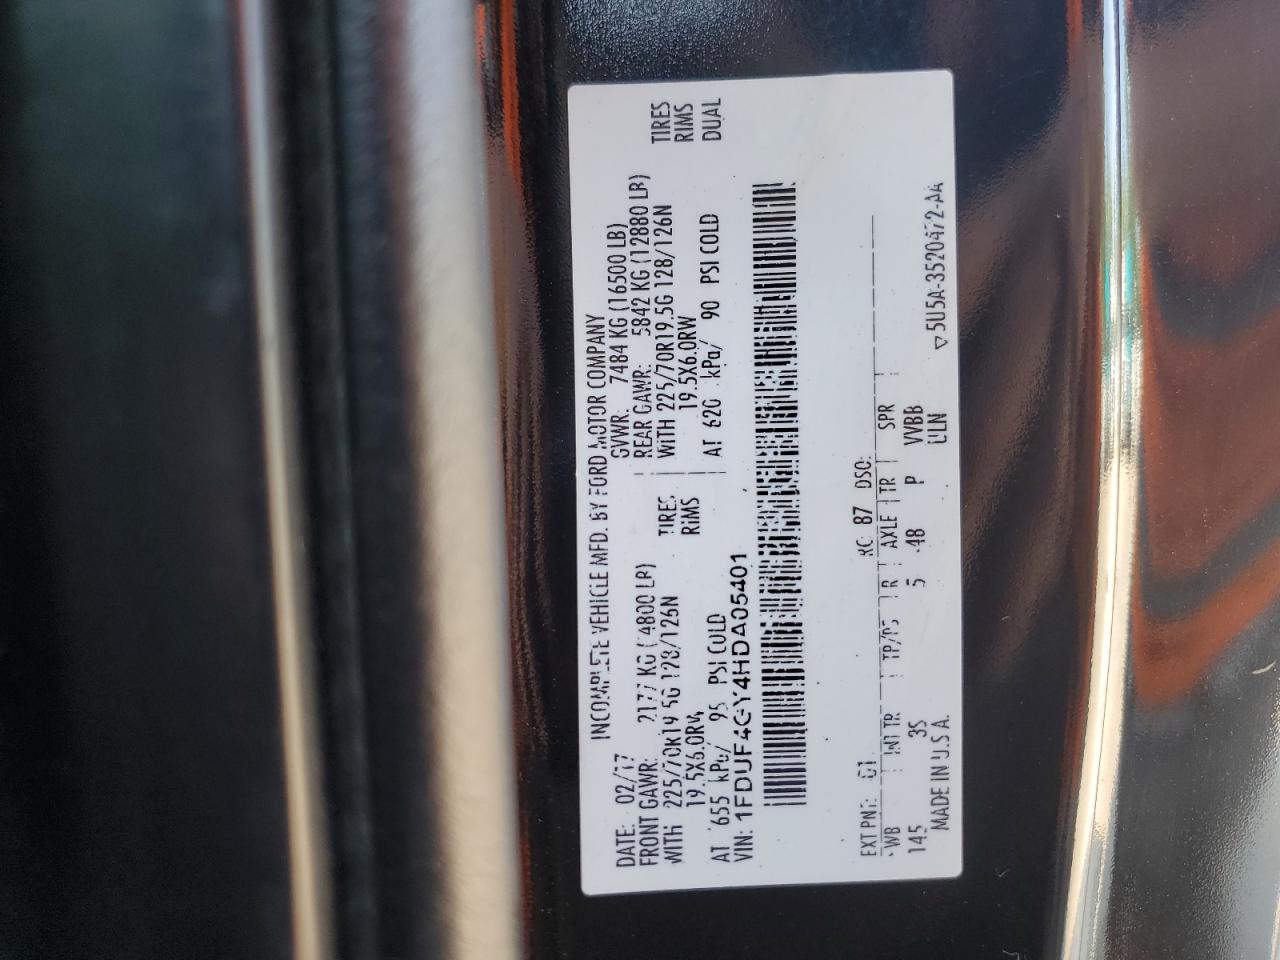 INCOMPLETE VEHICLE MFD. BY FORD MOTOR COMPANY
DATE: 02/17 GVWR: 7484 KG (16500 LB)
FRONT GAWR: 2177 KG (4800 LB) REAR GAWR: 5842 KG (12880 LB)
WITH 225/70R19.5G 128/126N TIRES WITH 225/70R19.5G 128/126N TIRES
19.5X6.0RW RIMS 19.5X6.0RW RIMS
AT 655 kPa/ 95 PSI COLD AT 620 kPa/ 90 PSI COLD DUAL
VIN: 1FDUF4GY4HDA05401
EXT PNT: RC: 87 DSO:
WB INT TR TP/PS R AXLE TR SPR
145 3S 5 48 P VVBB
MADE IN U.S.A. 5U5A-3520472-AA